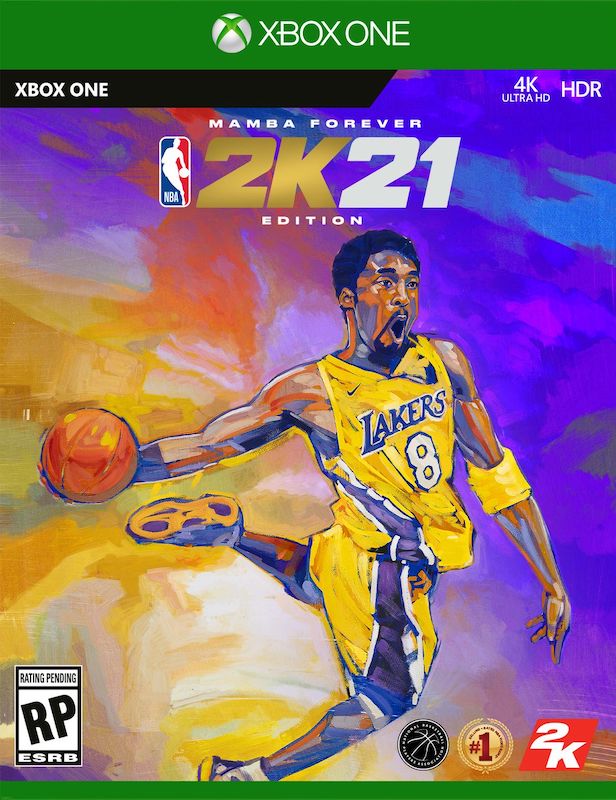 XBOX ONE
XBOX ONE
4K
ULTRA HD
HDR
MAMBA FOREVER
NBA
2K21
EDITION
LAKERS
8
RATING PENDING
RP
ESRB
#1
2K